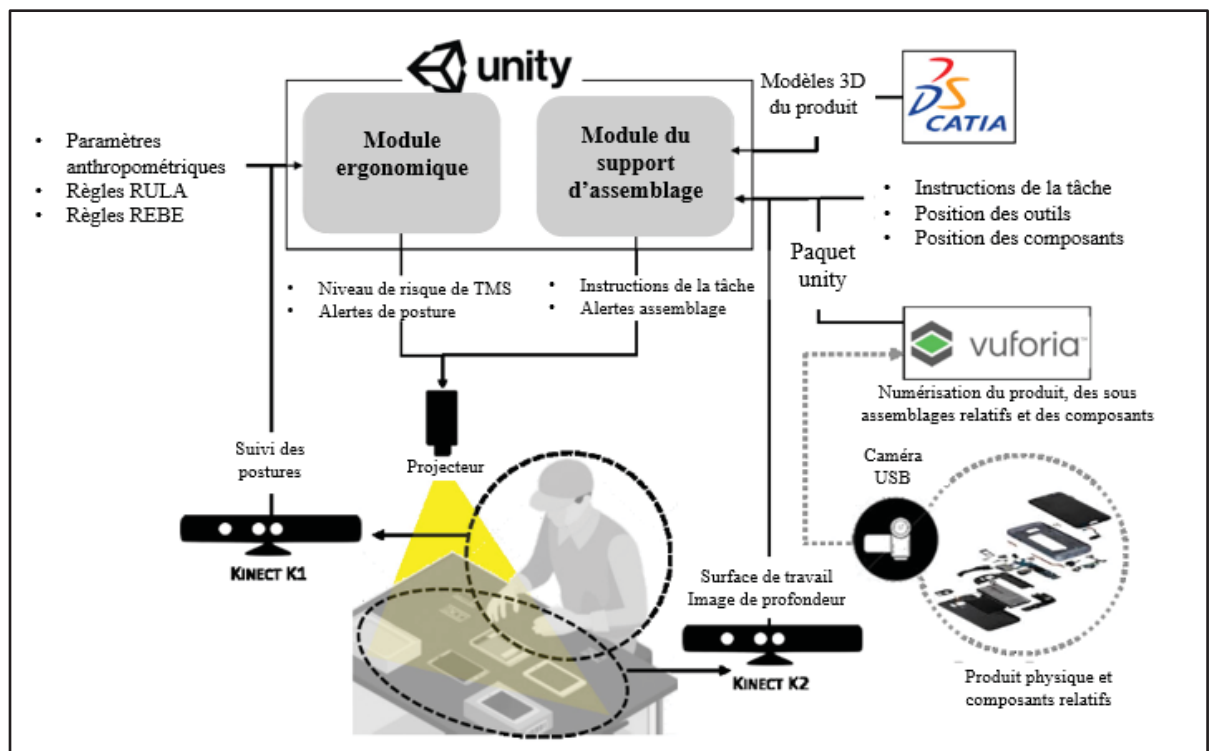 unity
Modèles 3D
du produit
CATIA
• Paramètres
anthropométriques
• Règles RULA
• Règles REBE
Module
ergonomique
Module du
support
d’assemblage
• Instructions de la tâche
• Position des outils
• Position des composants
Paquet
unity
• Niveau de risque de TMS
• Alertes de posture
• Instructions de la tâche
• Alertes assemblage
vuforia™
Numérisation du produit, des sous
assemblages relatifs et des composants
Suivi des
postures
Projecteur
Caméra
USB
KINECT K1
Surface de travail
Image de profondeur
KINECT K2
Produit physique et
composants relatifs